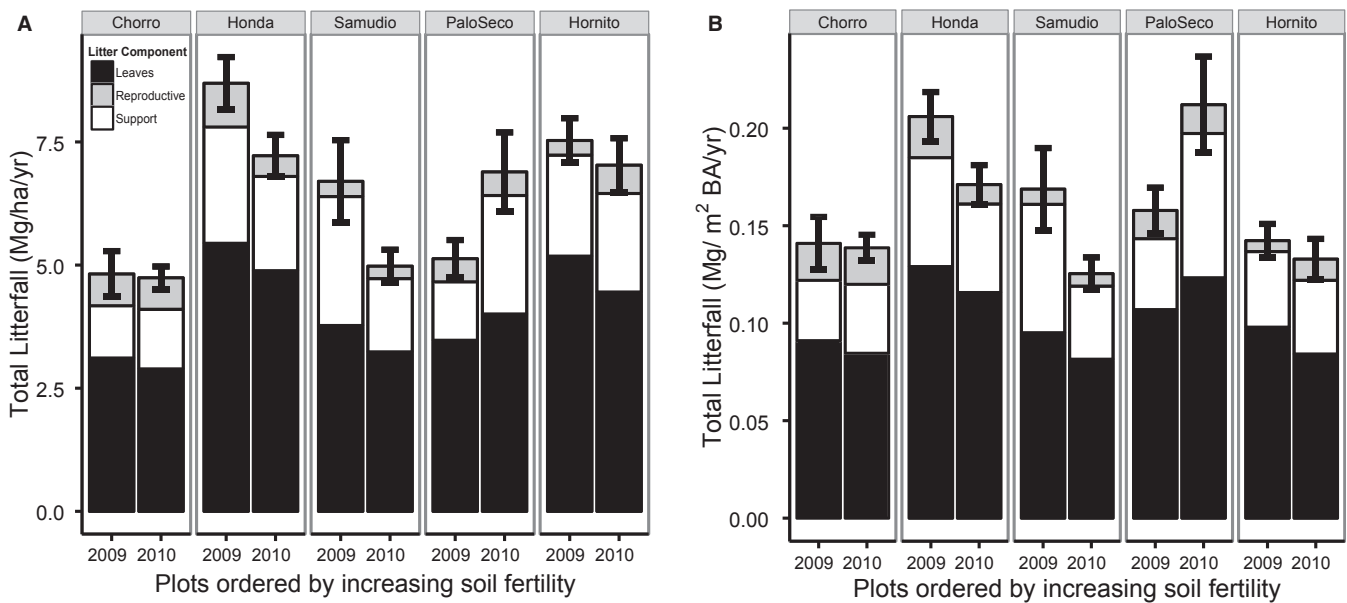 A
Chorro Honda Samudio PaloSeco Hornito
Litter Component
Leaves
Reproductive
Support
Total Litterfall (Mg/ha/yr)
7.5
5.0
2.5
0.0
2009 2010 2009 2010 2009 2010 2009 2010 2009 2010
Plots ordered by increasing soil fertility
B
Chorro Honda Samudio PaloSeco Hornito
Total Litterfall (Mg/ m² BA/yr)
0.20
0.15
0.10
0.05
0.00
2009 2010 2009 2010 2009 2010 2009 2010 2009 2010
Plots ordered by increasing soil fertility